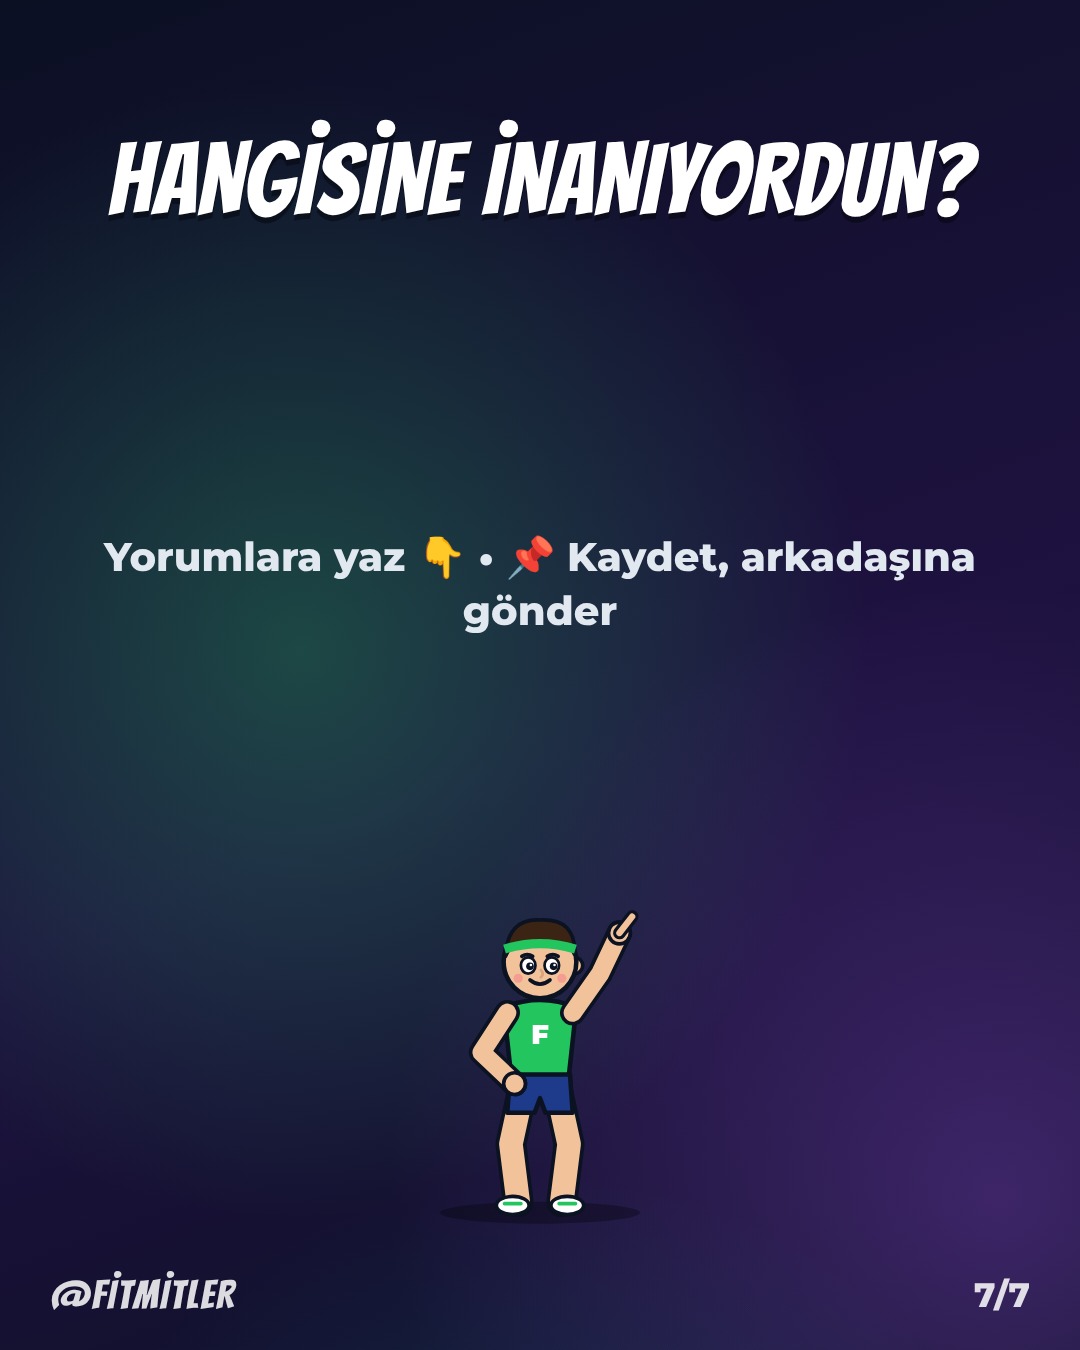 HANGİSİNE İNANIYORDUN?
Yorumlara yaz 👇 • 📌 Kaydet, arkadaşına
gönder
F
@FİTMİTLER
7/7